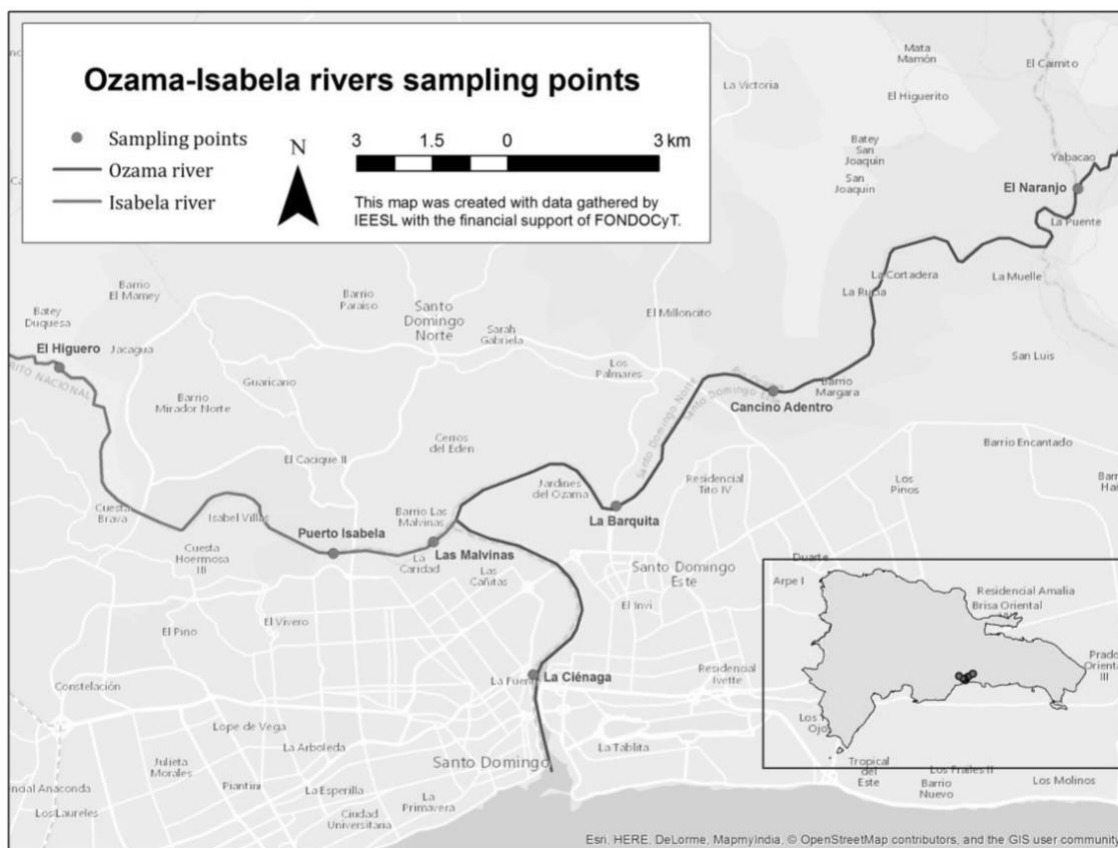 Ozama-Isabela rivers sampling points
Sampling points
Ozama river
Isabela river
N
3 1.5 0 3 km
This map was created with data gathered by
IEESL with the financial support of FONDOCyT.
Mata
Mamón
El Caimito
La Victoria
El Higuerito
Batey
San
Joaquin
San
Joaquin
Yabacao
El Naranjo
La Puente
La Cortadera
La Muelle
La Rucia
Barrio
El Mamey
Barrio
Paraiso
Santo
Domingo
Norte
Batey
Duquesa
El Milloncito
Sarah
Gabriela
El Higuero
Jacagua
San Luis
Los
Palmares
Guaricano
Barrio
Margara
Barrio
Mirador Norte
Cancino Adentro
Santo Domingo Norte
Cerros
del Eden
Barrio Encantado
El Cacique II
Residencial
Tito IV
Los
Pinos
Jardines
del Ozama
Cuesta
Brava
Isabel Villas
Barrio Las
Malvinas
La Barquita
Puerto Isabela
Las Malvinas
Cuesta
Hoermosa
III
La
Caridad
Las
Cañitas
Santo Domingo
Este
Duarte
Arpe I
Residencial Amalia
Brisa Oriental
El Invi
El Vivero
El Pino
Prado
Oriental
III
Residencial
Ivette
La Ciénaga
Constelación
Lope de Vega
La Arboleda
La Tablita
Julieta
Morales
Santo Domingo
Piantini
La Esperilla
La
Primavera
Tropical
del
Este
Los Frailes II
Barrio
Nuevo
Los Molinos
Los Laureles
Ciudad
Universitaria
Esri, HERE, DeLorme, MapmyIndia, © OpenStreetMap contributors, and the GIS user community